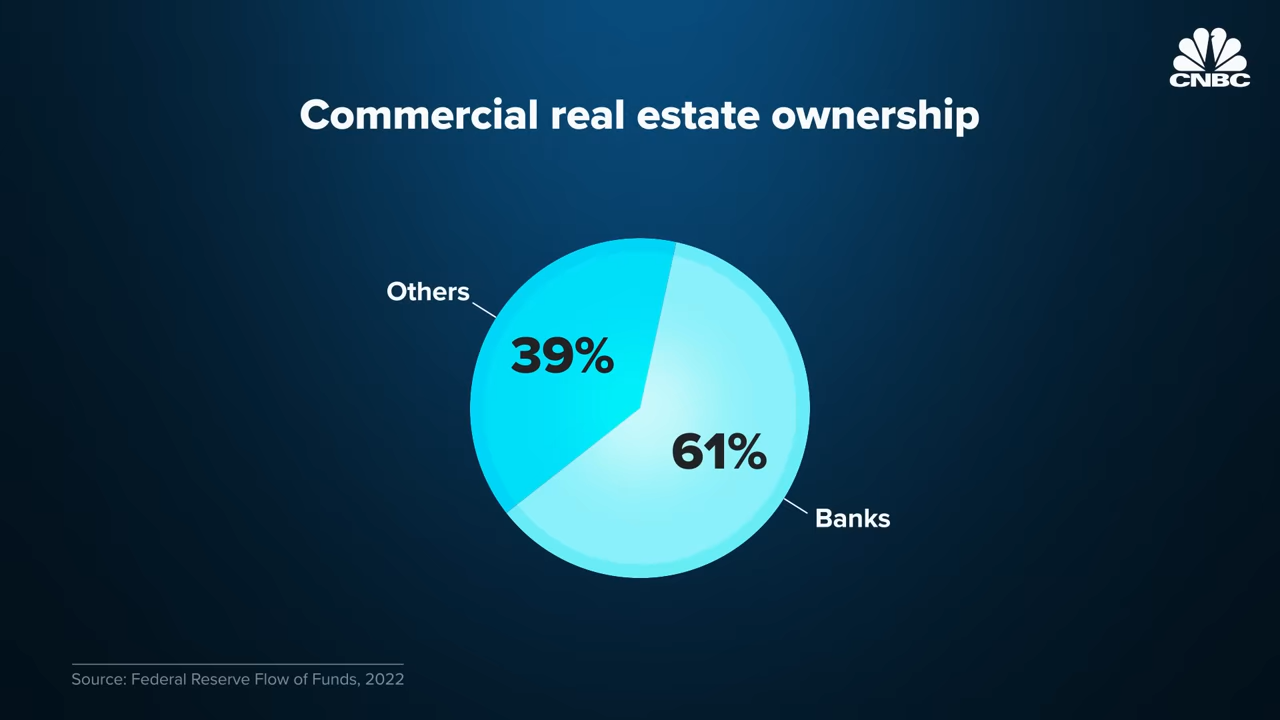 CNBC
Commercial real estate ownership
Others
39%
61%
Banks
Source: Federal Reserve Flow of Funds, 2022